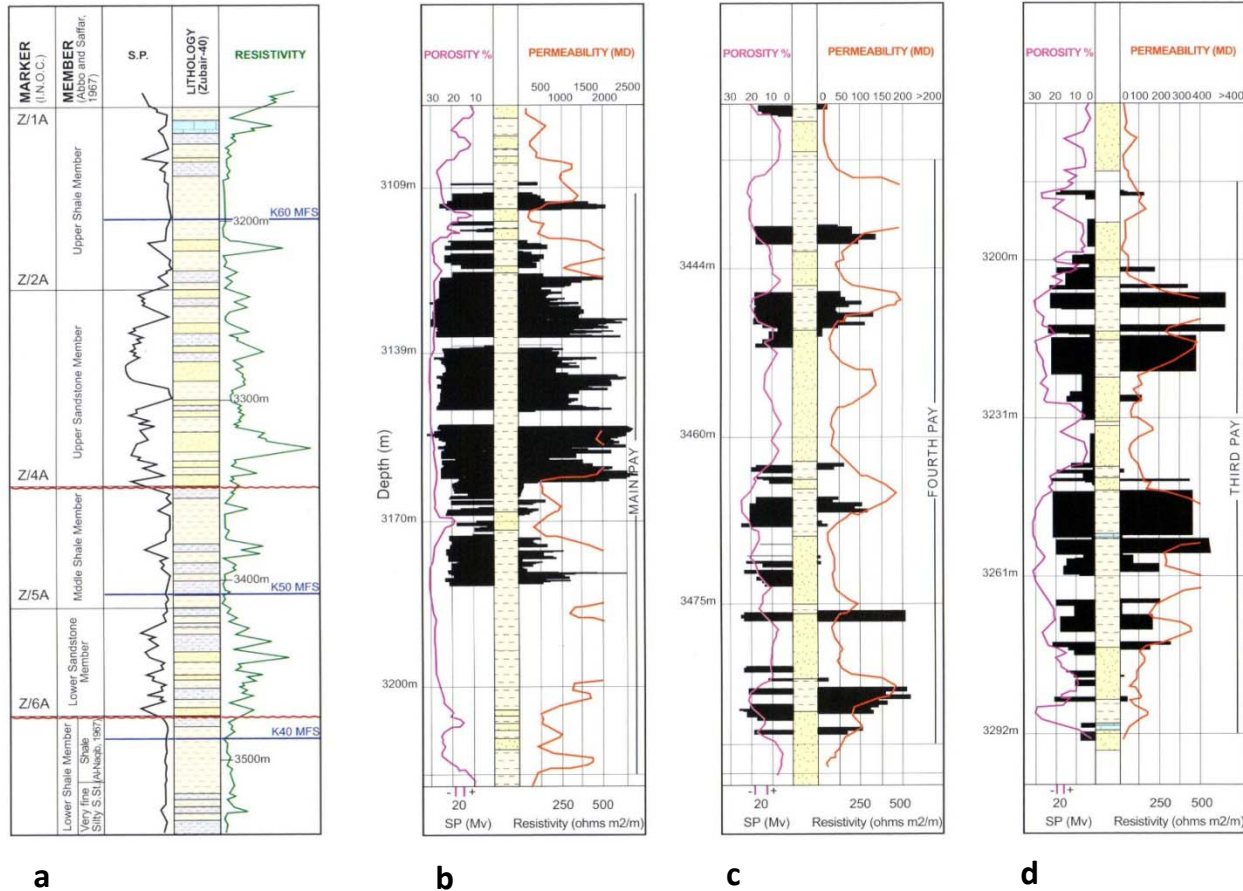 MARKER
(I.N.O.C.)
MEMBER
(Abbo and Saffar,
1967)
S.P.
LITHOLOGY
(Zubair-40)
RESISTIVITY
Z/1A
Upper Shale Member
K60 MFS
3200m
Z/2A
Upper Sandstone Member
3300m
Z/4A
Mddle Shale Member
3400m
K50 MFS
Z/5A
Lower Sandstone
Member
Z/6A
K40 MFS
Lower Shale Member
Shale
(Al-Naqib, 1967)
Very fine
Silty S.St.
3500m
a
POROSITY %
PERMEABILITY (MD)
500 1500 2500
30 20 10 1000 2000
3109m
3139m
Depth (m)
MAIN PAY
3170m
3200m
- +
20 250 500
SP (Mv) Resistivity (ohms m2/m)
b
POROSITY %
PERMEABILITY (MD)
30 20 10 0 0 50 100 150 200 >200
3444m
3460m
FOURTH PAY
3475m
- +
20 250 500
SP (Mv) Resistivity (ohms m2/m)
c
POROSITY %
PERMEABILITY (MD)
30 20 10 0 0 100 200 300 400 >400
3200m
3231m
THIRD PAY
3261m
3292m
- +
20 250 500
SP (Mv) Resistivity (ohms m2/m)
d